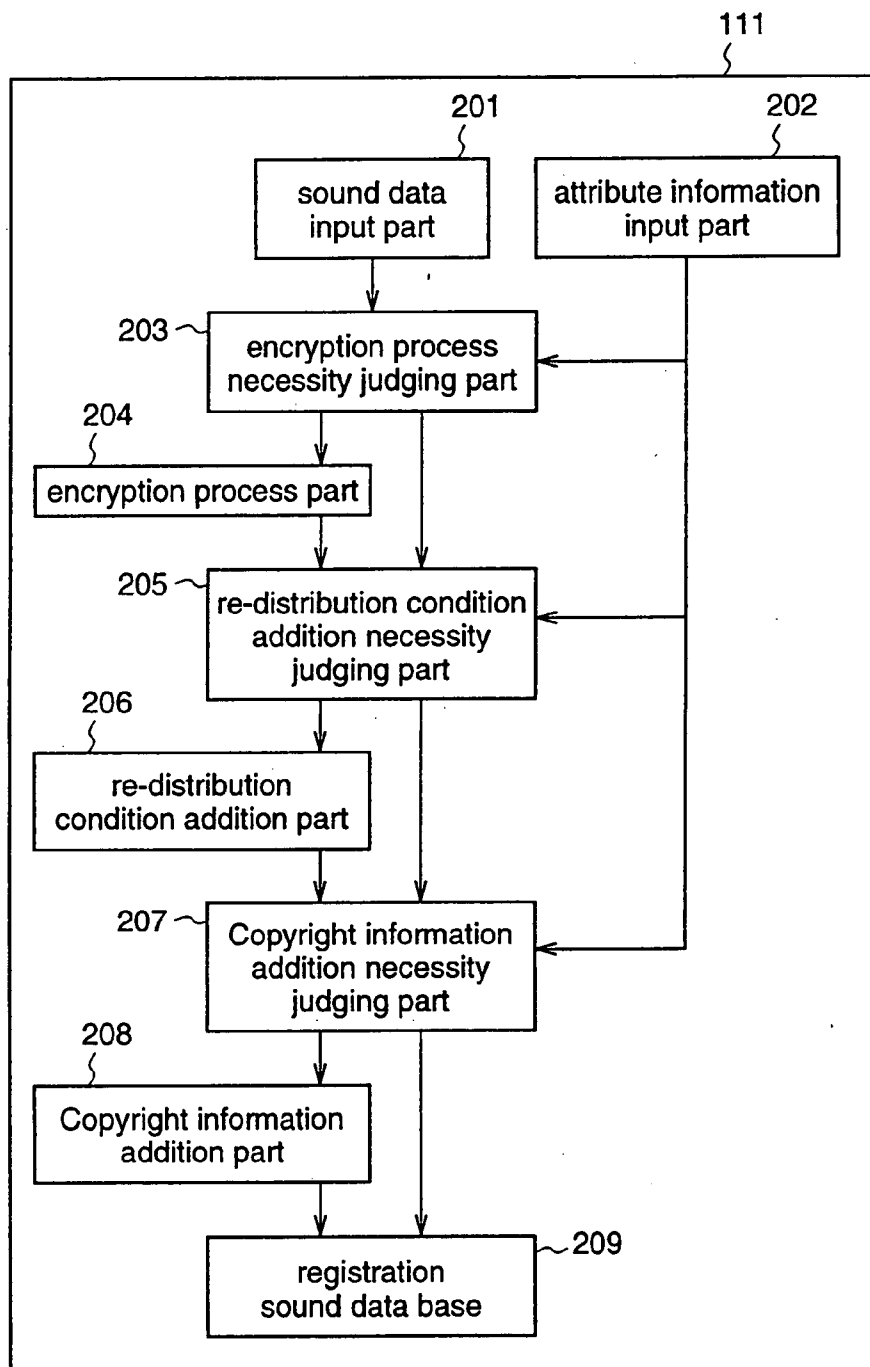 111
201
202
sound data
input part
attribute information
input part
203
encryption process
necessity judging part
204
encryption process part
205
re-distribution condition
addition necessity
judging part
206
re-distribution
condition addition part
207
Copyright information
addition necessity
judging part
208
Copyright information
addition part
209
registration
sound data base